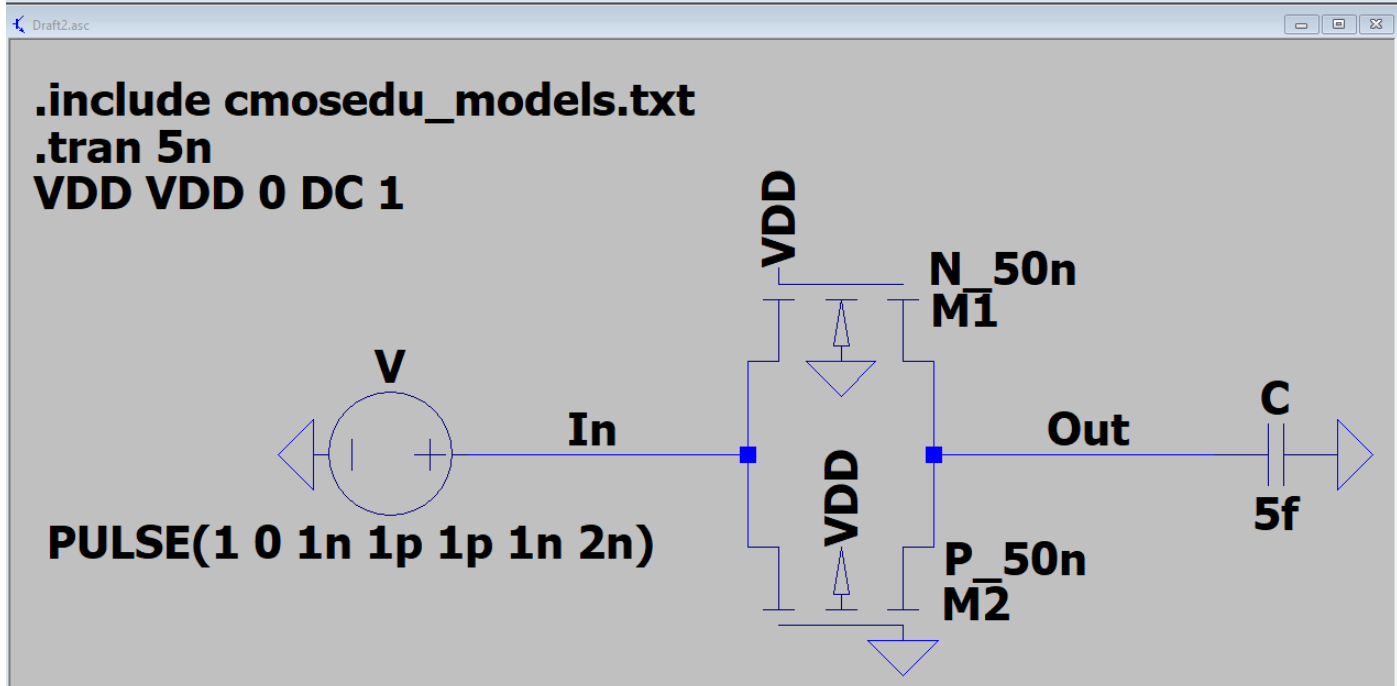 Draft2.asc
.include cmosedu_models.txt
.tran 5n
VDD VDD 0 DC 1
VDD
N_50n
M1
V
In
Out
C
VDD
5f
PULSE(1 0 1n 1p 1p 1n 2n)
P_50n
M2